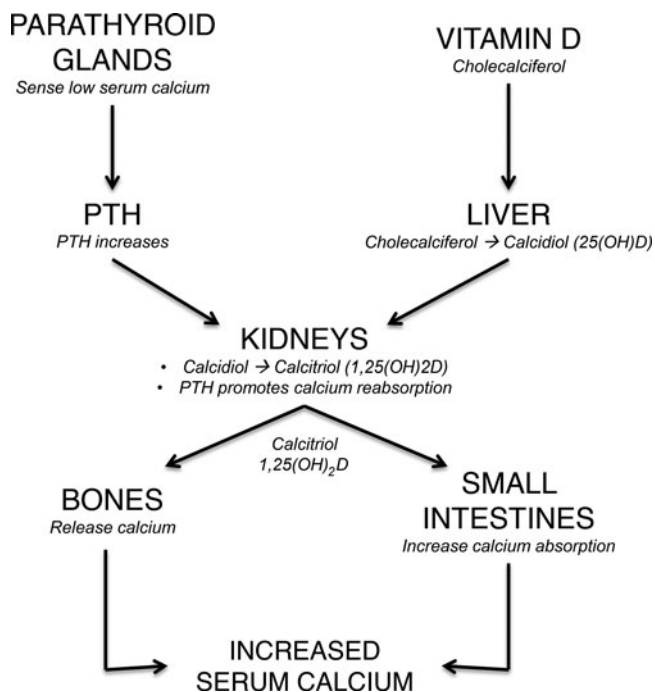 PARATHYROID
GLANDS
Sense low serum calcium
VITAMIN D
Cholecalciferol
PTH
PTH increases
LIVER
Cholecalciferol → Calcidiol (25(OH)D)
KIDNEYS
• Calcidiol → Calcitriol (1,25(OH)2D)
• PTH promotes calcium reabsorption
Calcitriol
1,25(OH)₂D
BONES
Release calcium
SMALL
INTESTINES
Increase calcium absorption
INCREASED
SERUM CALCIUM